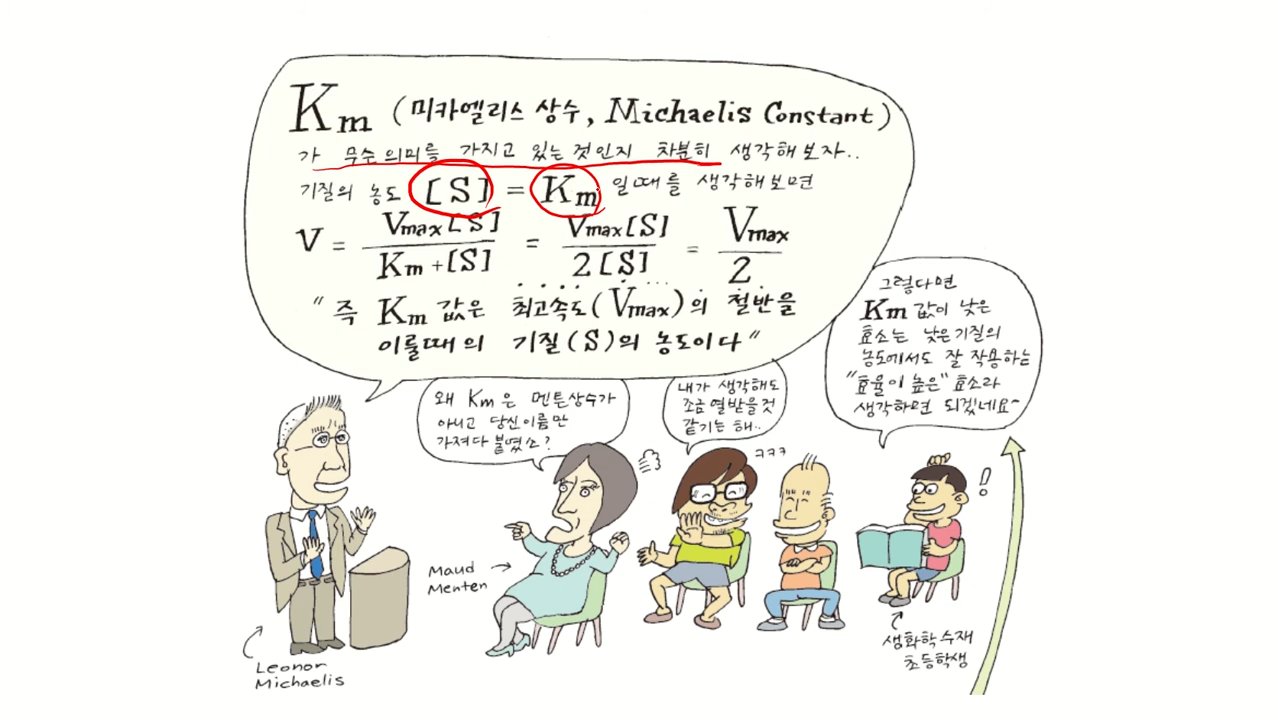 Km (미카엘리스 상수, Michaelis Constant)
가 무슨 의미를 가지고 있는것인지 차분히 생각해보자..
기질의 농도 [S] = Km 일때를 생각해보면
V = Vmax[S] / Km+[S] = Vmax[S] / 2[S] = Vmax / 2
"즉 Km 값은 최고속도(Vmax)의 절반을
이룰때의 기질(S)의 농도이다"
그렇다면
Km 값이 낮은
효소는 낮은기질의
농도에서도 잘 작용하는
"효율이 높은" 효소라
생각하면 되겠네요~
왜 Km은 멘튼상수가
아니고 당신이름만
가져다 붙였소?
내가 생각해도
조금 열받을것
같기는 해..
ㅋㅋㅋ
!
Maud
Menten
Leonor
Michaelis
생화학 수재
초등학생